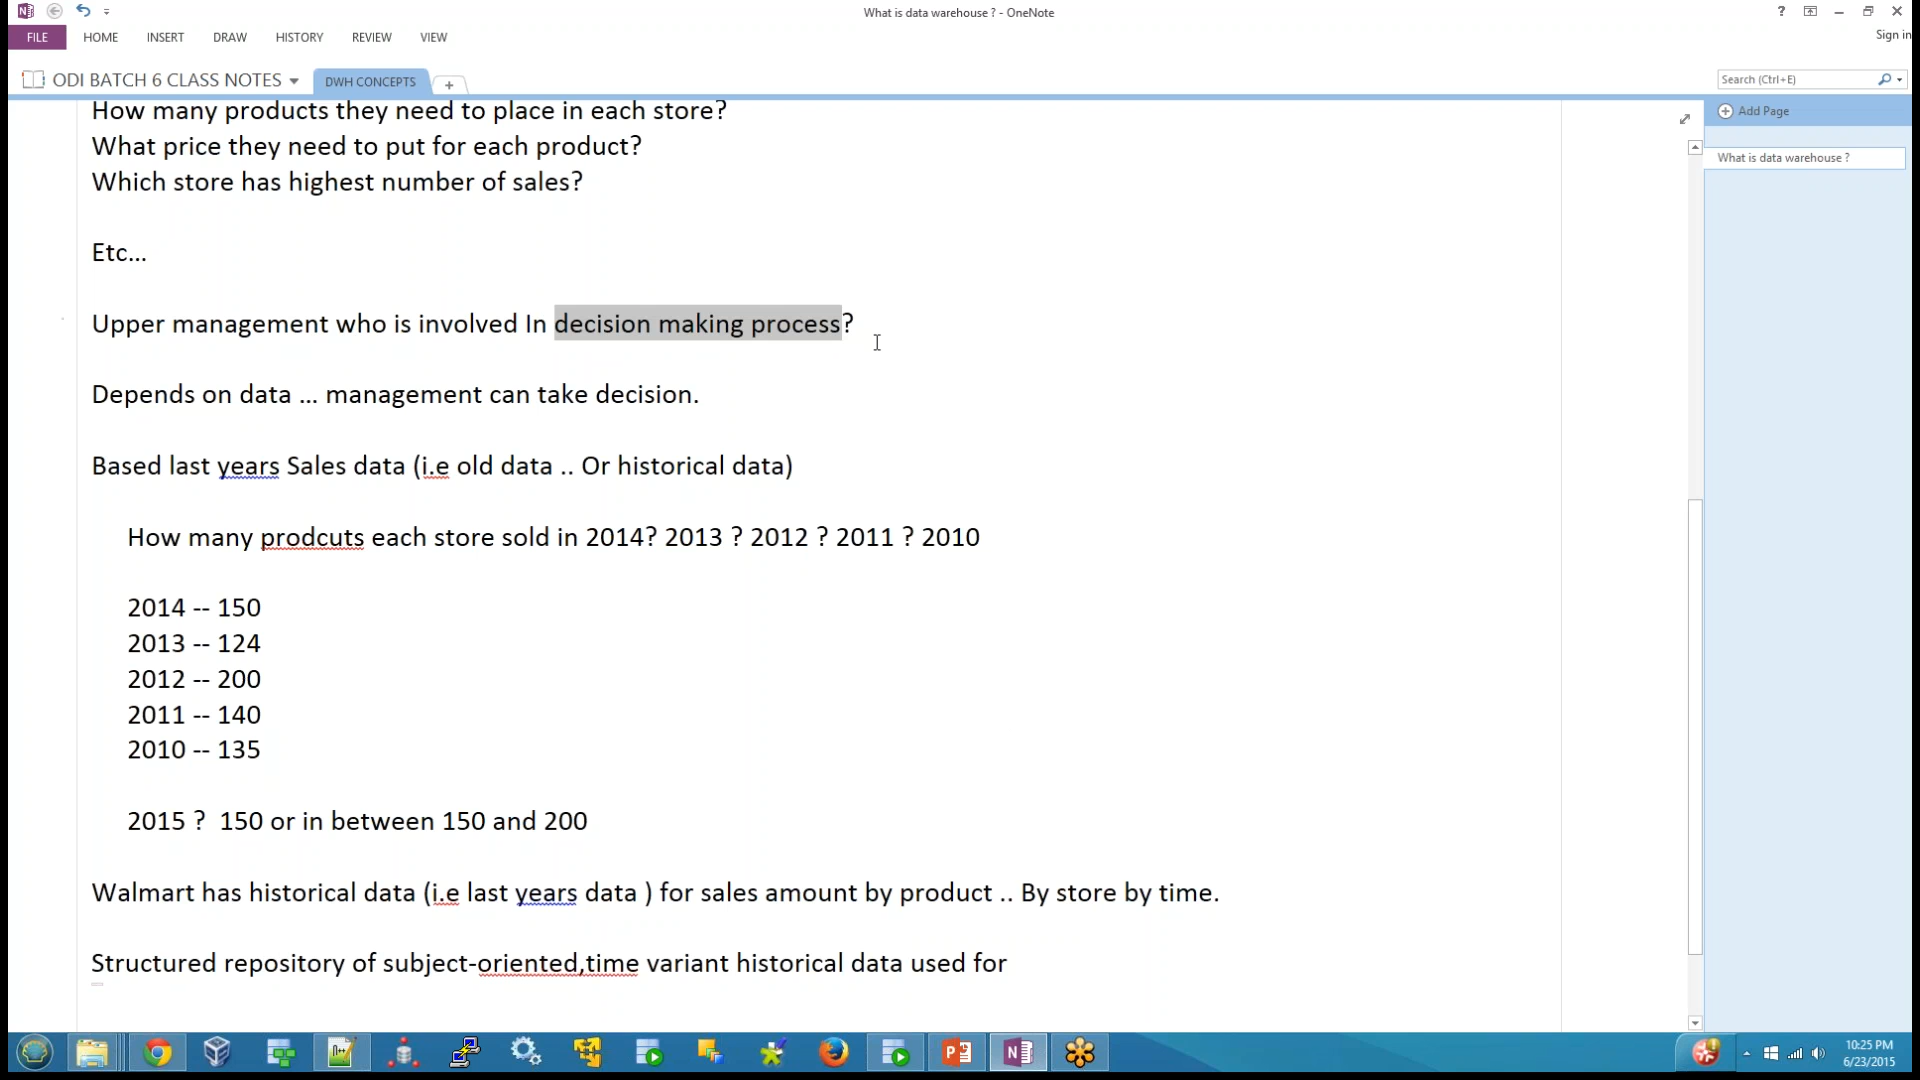 What is data warehouse ? - OneNote
?
FILE HOME INSERT DRAW HISTORY REVIEW VIEW
Sign in
ODI BATCH 6 CLASS NOTES
DWH CONCEPTS
+
Search (Ctrl+E)
Add Page
What is data warehouse ?
How many products they need to place in each store?
What price they need to put for each product?
Which store has highest number of sales?
Etc...
Upper management who is involved In decision making process?
Depends on data ... management can take decision.
Based last years Sales data (i.e old data .. Or historical data)
How many prodcuts each store sold in 2014? 2013 ? 2012 ? 2011 ? 2010
2014 -- 150
2013 -- 124
2012 -- 200
2011 -- 140
2010 -- 135
2015 ?  150 or in between 150 and 200
Walmart has historical data (i.e last years data ) for sales amount by product .. By store by time.
Structured repository of subject-oriented,time variant historical data used for
10:25 PM
6/23/2015